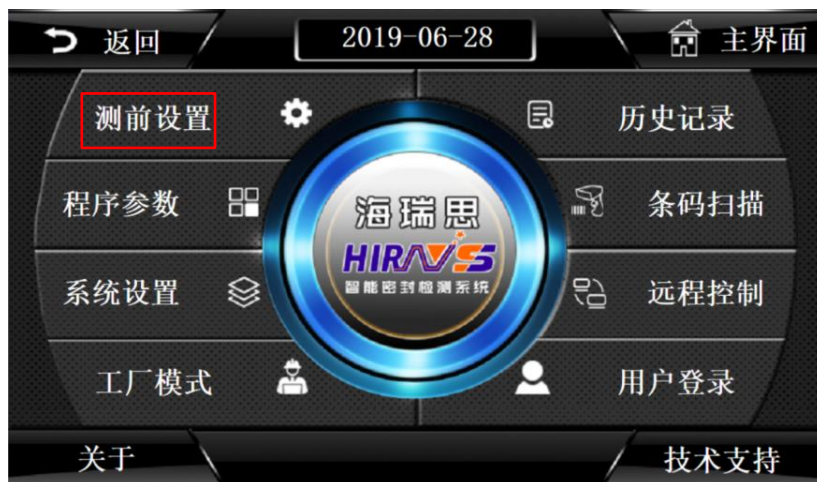 返回
2019-06-28
主界面
测前设置
历史记录
程序参数
条码扫描
海瑞思
HIRAYS
智能密封检测系统
系统设置
远程控制
工厂模式
用户登录
关于
技术支持